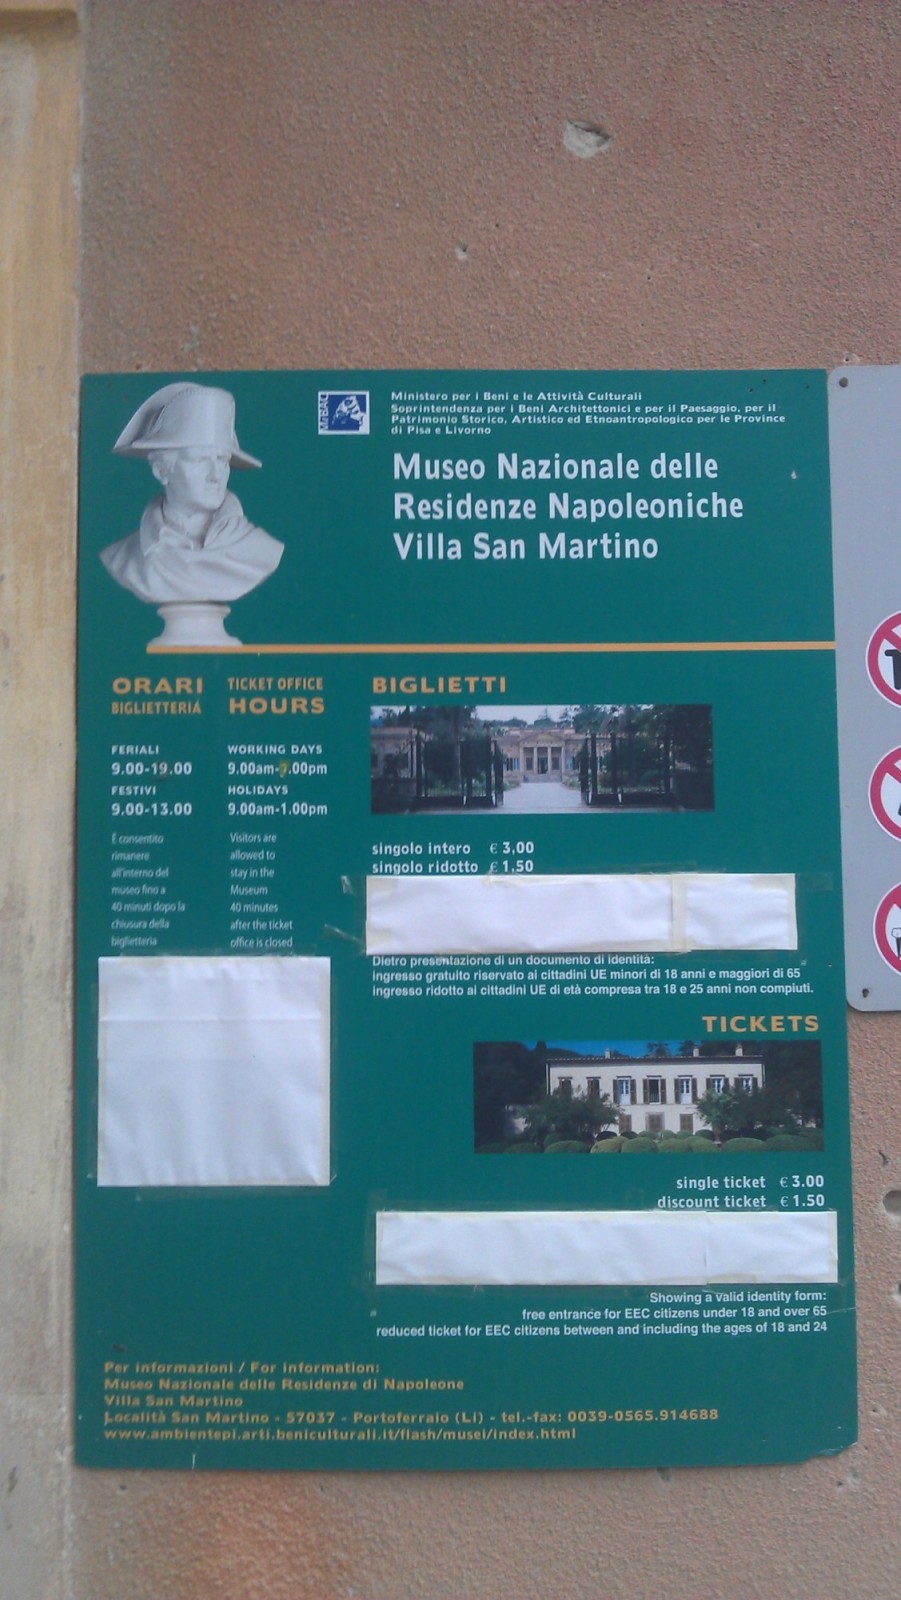 MiBAC
Ministero per i Beni e le Attività Culturali
Soprintendenza per i Beni Architettonici e per il Paesaggio, per il
Patrimonio Storico, Artistico ed Etnoantropologico per le Province
di Pisa e Livorno
Museo Nazionale delle
Residenze Napoleoniche
Villa San Martino
ORARI
BIGLIETTERIÁ
FERIALI
9.00-19.00
FESTIVI
9.00-13.00
È consentito
rimanere
all'interno del
museo fino a
40 minuti dopo la
chiusura della
biglietteria
TICKET OFFICE
HOURS
WORKING DAYS
9.00am-7.00pm
HOLIDAYS
9.00am-1.00pm
Visitors are
allowed to
stay in the
Museum
40 minutes
after the ticket
office is closed
BIGLIETTI
singolo intero € 3,00
singolo ridotto € 1,50
Dietro presentazione di un documento di identità:
ingresso gratuito riservato ai cittadini UE minori di 18 anni e maggiori di 65
ingresso ridotto ai cittadini UE di età compresa tra 18 e 25 anni non compiuti.
TICKETS
single ticket € 3.00
discount ticket € 1.50
Showing a valid identity form:
free entrance for EEC citizens under 18 and over 65
reduced ticket for EEC citizens between and including the ages of 18 and 24
Per informazioni / For information:
Museo Nazionale delle Residenze di Napoleone
Villa San Martino
Località San Martino - 57037 - Portoferraio (Li) - tel.-fax: 0039-0565.914688
www.ambientepi.arti.beniculturali.it/flash/musei/index.html